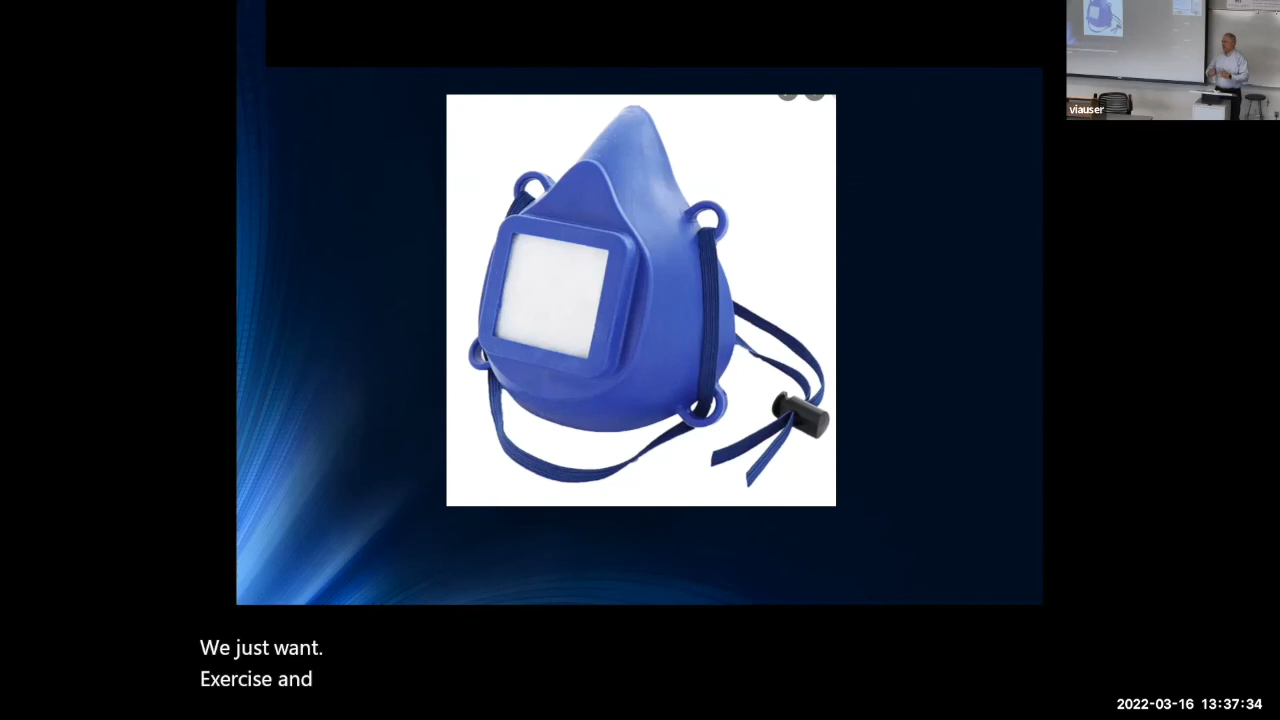 viauser
We just want.
Exercise and
2022-03-16 13:37:34